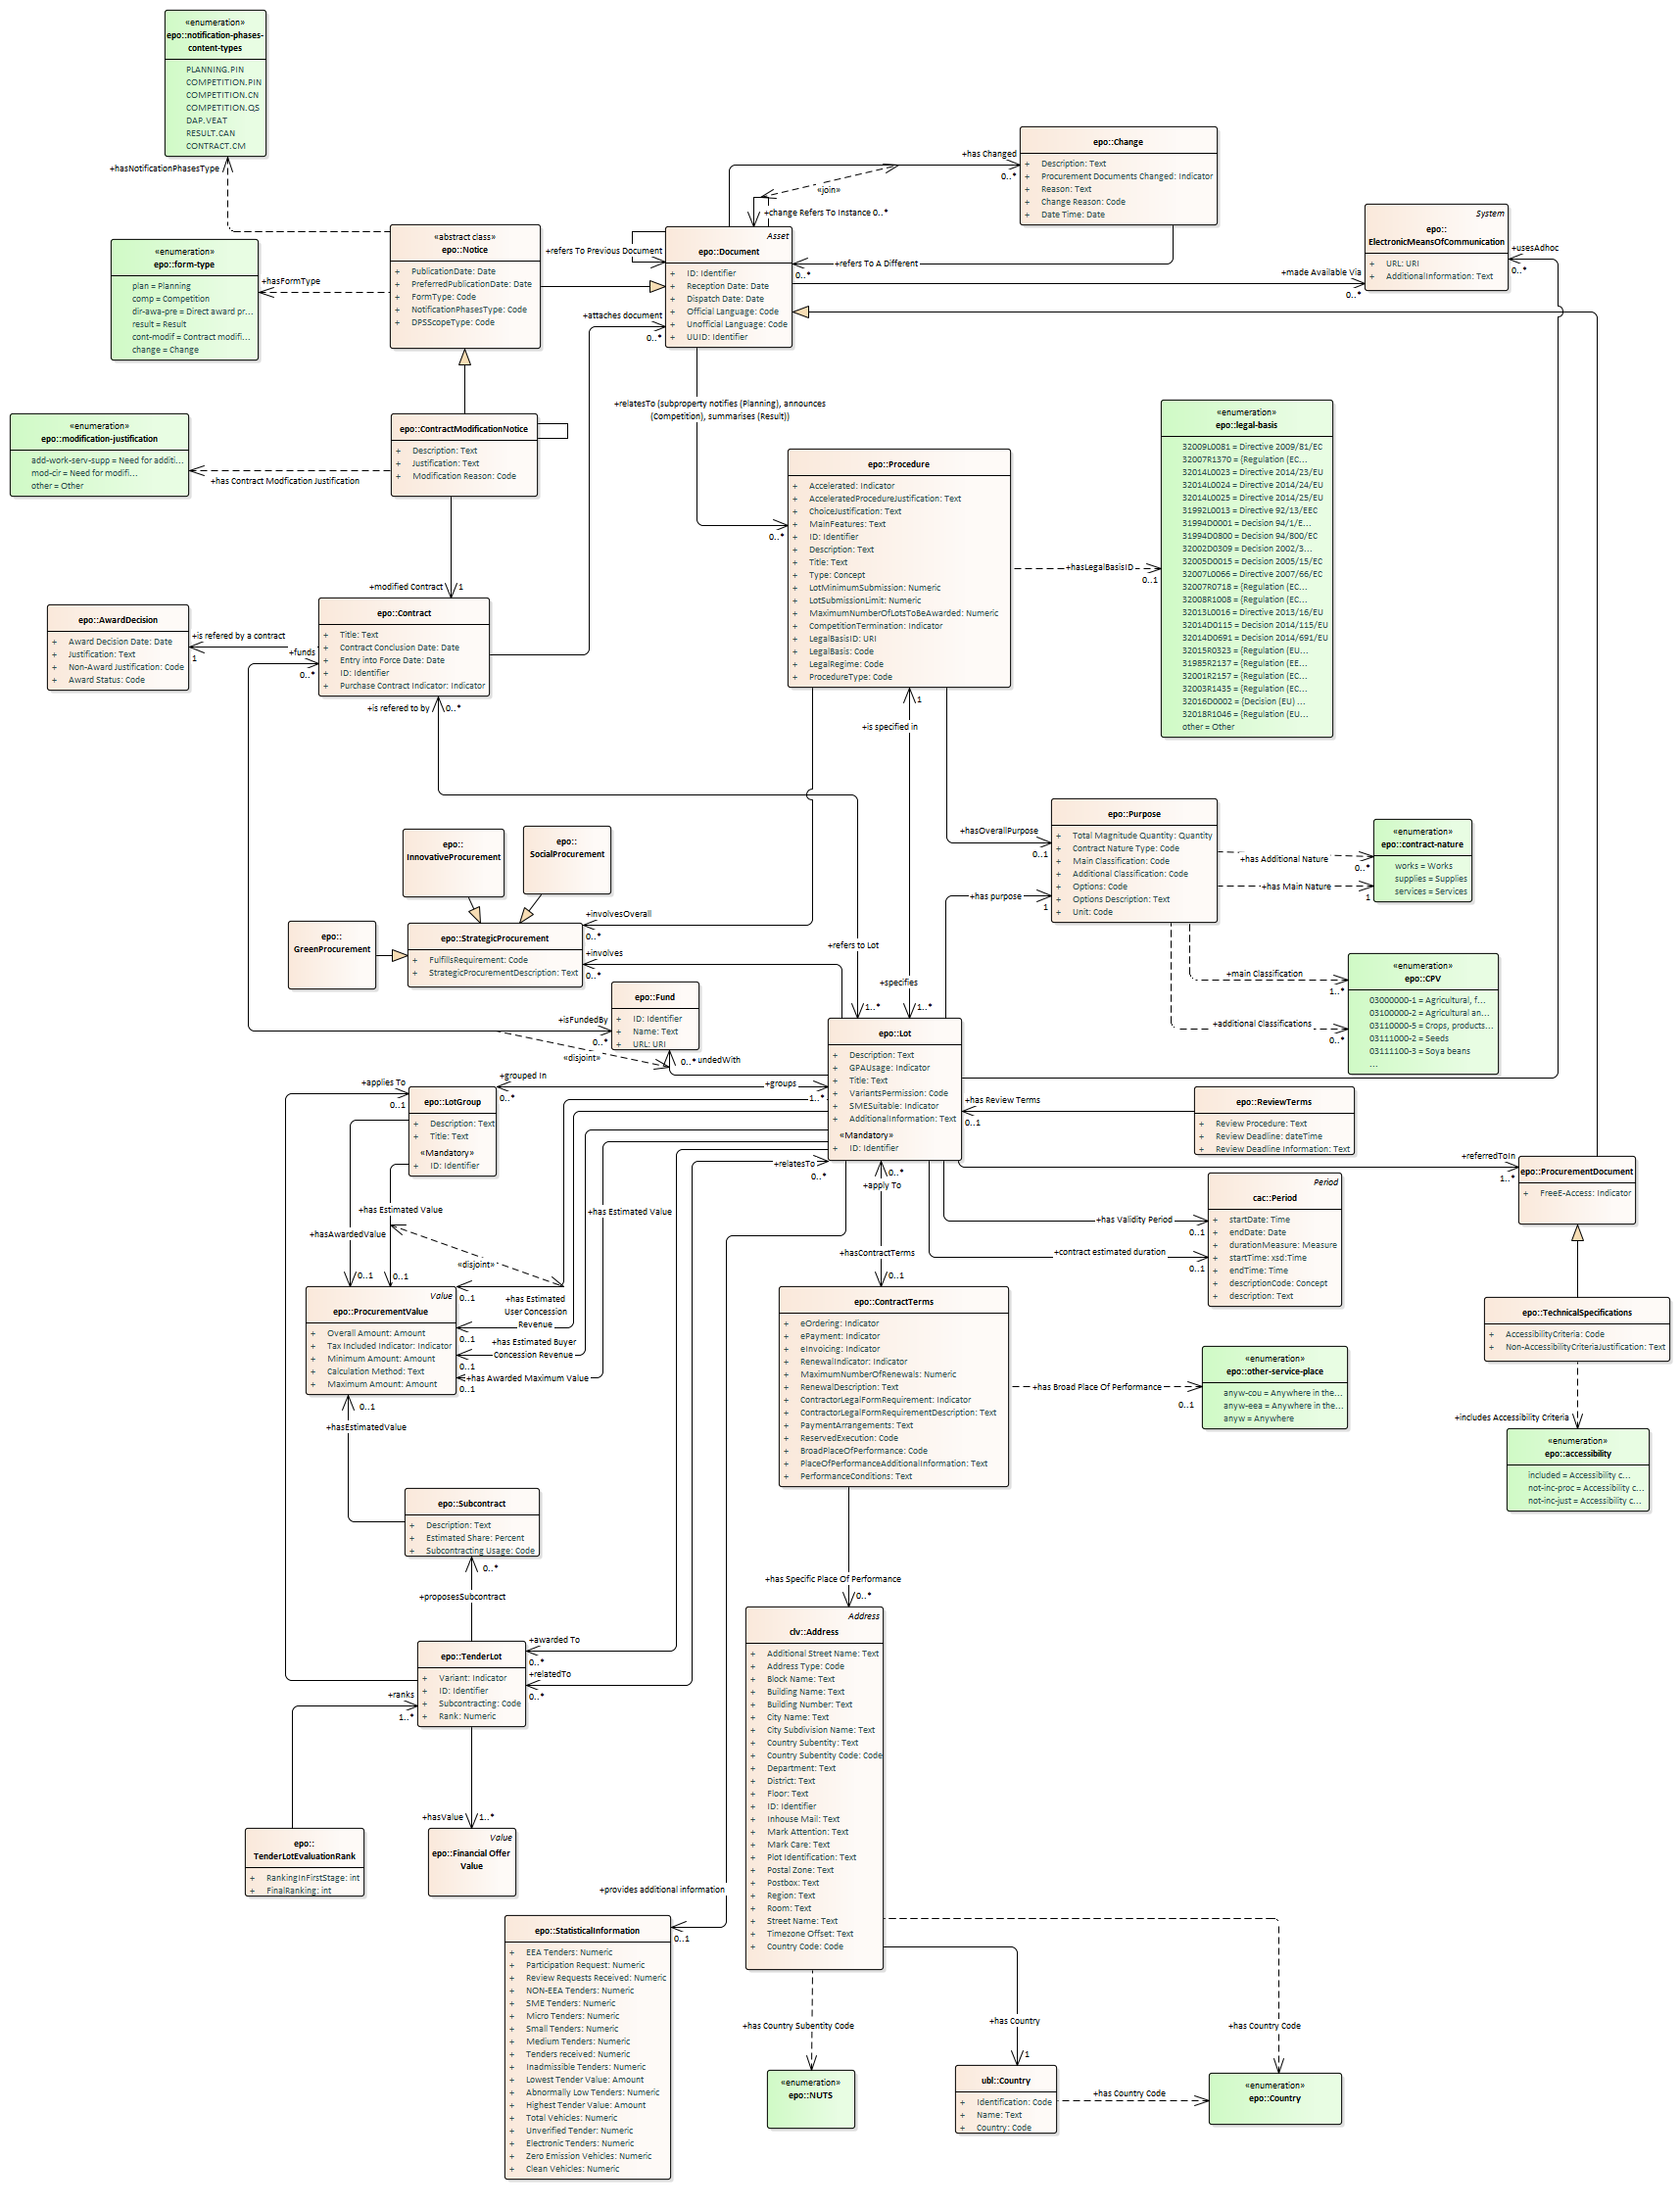 «enumeration»
epo::notification-phases-
content-types
PLANNING.PIN
COMPETITION.PIN
COMPETITION.CN
COMPETITION.QS
DAP.VEAT
RESULT.CAN
CONTRACT.CM
+hasNotificationPhasesType
«enumeration»
epo::form-type
plan = Planning
comp = Competition
dir-awa-pre = Direct award pr...
result = Result
cont-modif = Contract modifi...
change = Change
+hasFormType
«abstract class»
epo::Notice
+ PublicationDate: Date
+ PreferredPublicationDate: Date
+ FormType: Code
+ NotificationPhasesType: Code
+ DPSScopeType: Code
+refers To Previous Document
Asset
epo::Document
+ ID: Identifier
+ Reception Date: Date
+ Dispatch Date: Date
+ Official Language: Code
+ Unofficial Language: Code
+ UUID: Identifier
+attaches document
0..*
+has Changed
0..*
«join»
+change Refers To Instance 0..*
epo::Change
+ Description: Text
+ Procurement Documents Changed: Indicator
+ Reason: Text
+ Change Reason: Code
+ Date Time: Date
+refers To A Different
0..*
System
epo::
ElectronicMeansOfCommunication
+ URL: URI
+ AdditionalInformation: Text
+usesAdhoc
0..*
+made Available Via
0..*
+relatesTo (subproperty notifies (Planning), announces
(Competition), summarises (Result))
0..*
«enumeration»
epo::modification-justification
add-work-serv-supp = Need for additi...
mod-cir = Need for modifi...
other = Other
+has Contract Modfication Justification
epo::ContractModificationNotice
+ Description: Text
+ Justification: Text
+ Modification Reason: Code
+modified Contract
1
epo::Procedure
+ Accelerated: Indicator
+ AcceleratedProcedureJustification: Text
+ ChoiceJustification: Text
+ MainFeatures: Text
+ ID: Identifier
+ Description: Text
+ Title: Text
+ Type: Concept
+ LotMinimumSubmission: Numeric
+ LotSubmissionLimit: Numeric
+ MaximumNumberOfLotsToBeAwarded: Numeric
+ CompetitionTermination: Indicator
+ LegalBasisID: URI
+ LegalBasis: Code
+ LegalRegime: Code
+ ProcedureType: Code
+hasLegalBasisID
0..1
«enumeration»
epo::legal-basis
32009L0081 = Directive 2009/81/EC
32007R1370 = (Regulation (EC...
32014L0023 = Directive 2014/23/EU
32014L0024 = Directive 2014/24/EU
32014L0025 = Directive 2014/25/EU
31992L0013 = Directive 92/13/EEC
31994D0001 = Decision 94/1/E...
31994D0800 = Decision 94/800/EC
32002D0309 = Decision 2002/3...
32005D0015 = Decision 2005/15/EC
32007L0066 = Directive 2007/66/EC
32007R0718 = (Regulation (EC...
32008R1008 = (Regulation (EC...
32013L0016 = Directive 2013/16/EU
32014D0115 = Decision 2014/115/EU
32014D0691 = Decision 2014/691/EU
32015R0323 = (Regulation (EU...
31985R2137 = (Regulation (EE...
32001R2157 = (Regulation (EC...
32003R1435 = (Regulation (EC...
32016D0002 = (Decision (EU) ...
32018R1046 = (Regulation (EU...
other = Other
epo::AwardDecision
+ Award Decision Date: Date
+ Justification: Text
+ Non-Award Justification: Code
+ Award Status: Code
+is refered by a contract
1
+funds
0..*
epo::Contract
+ Title: Text
+ Contract Conclusion Date: Date
+ Entry into Force Date: Date
+ ID: Identifier
+ Purchase Contract Indicator: Indicator
+is refered to by
0..*
1
+is specified in
epo::
InnovativeProcurement
epo::
SocialProcurement
epo::
GreenProcurement
epo::StrategicProcurement
+ FulfillsRequirement: Code
+ StrategicProcurementDescription: Text
+involvesOverall
0..*
+involves
0..*
+refers to Lot
1..*
+specifies
1..*
+hasOverallPurpose
0..1
+has purpose
1
epo::Purpose
+ Total Magnitude Quantity: Quantity
+ Contract Nature Type: Code
+ Main Classification: Code
+ Additional Classification: Code
+ Options: Code
+ Options Description: Text
+ Unit: Code
+has Additional Nature
0..*
+has Main Nature
1
«enumeration»
epo::contract-nature
works = Works
supplies = Supplies
services = Services
+main Classification
1..*
+additional Classifications
0..*
«enumeration»
epo::CPV
03000000-1 = Agricultural, f...
03100000-2 = Agricultural an...
03110000-5 = Crops, products...
03111000-2 = Seeds
03111100-3 = Soya beans
...
epo::Fund
+ ID: Identifier
+ Name: Text
+ URL: URI
+isFundedBy
0..*
«disjoint»
0..* undedWith
epo::Lot
+ Description: Text
+ GPAUsage: Indicator
+ Title: Text
+ VariantsPermission: Code
+ SMESuitable: Indicator
+ AdditionalInformation: Text
«Mandatory»
+ ID: Identifier
+grouped In
0..*
+groups
1..*
+applies To
0..1
epo::LotGroup
+ Description: Text
+ Title: Text
«Mandatory»
+ ID: Identifier
+has Review Terms
0..1
epo::ReviewTerms
+ Review Procedure: Text
+ Review Deadline: dateTime
+ Review Deadline Information: Text
+relatesTo
0..*
0..*
+apply To
+hasContractTerms
0..1
+referredToIn
1..*
epo::ProcurementDocument
+ FreeE-Access: Indicator
Period
cac::Period
+ startDate: Time
+ endDate: Date
+ durationMeasure: Measure
+ startTime: xsd:Time
+ endTime: Time
+ descriptionCode: Concept
+ description: Text
+has Validity Period
0..1
+contract estimated duration
0..1
+has Estimated Value
+hasAwardedValue
0..1
0..1
«disjoint»
+has Estimated Value
0..1
+has Estimated
User Concession
Revenue
0..1
+has Estimated Buyer
Concession Revenue
0..1
+has Awarded Maximum Value
0..1
Value
epo::ProcurementValue
+ Overall Amount: Amount
+ Tax Included Indicator: Indicator
+ Minimum Amount: Amount
+ Calculation Method: Text
+ Maximum Amount: Amount
0..1
+hasEstimatedValue
epo::ContractTerms
+ eOrdering: Indicator
+ ePayment: Indicator
+ eInvoicing: Indicator
+ RenewalIndicator: Indicator
+ MaximumNumberOfRenewals: Numeric
+ RenewalDescription: Text
+ ContractorLegalFormRequirement: Indicator
+ ContractorLegalFormRequirementDescription: Text
+ PaymentArrangements: Text
+ ReservedExecution: Code
+ BroadPlaceOfPerformance: Code
+ PlaceOfPerformanceAdditionalInformation: Text
+ PerformanceConditions: Text
+has Broad Place Of Performance
0..1
«enumeration»
epo::other-service-place
anyw-cou = Anywhere in the...
anyw-eea = Anywhere in the...
anyw = Anywhere
epo::TechnicalSpecifications
+ AccessibilityCriteria: Code
+ Non-AccessibilityCriteriaJustification: Text
+includes Accessibility Criteria
«enumeration»
epo::accessibility
included = Accessibility c...
not-inc-proc = Accessibility c...
not-inc-just = Accessibility c...
epo::Subcontract
+ Description: Text
+ Estimated Share: Percent
+ Subcontracting Usage: Code
0..*
+proposesSubcontract
+has Specific Place Of Performance
0..*
epo::TenderLot
+ Variant: Indicator
+ ID: Identifier
+ Subcontracting: Code
+ Rank: Numeric
+awarded To
0..*
+relatedTo
0..*
+ranks
1..*
+hasValue
1..*
epo::
TenderLotEvaluationRank
+ RankingInFirstStage: int
+ FinalRanking: int
Value
epo::Financial Offer
Value
Address
clv::Address
+ Additional Street Name: Text
+ Address Type: Code
+ Block Name: Text
+ Building Name: Text
+ Building Number: Text
+ City Name: Text
+ City Subdivision Name: Text
+ Country Subentity: Text
+ Country Subentity Code: Code
+ Department: Text
+ District: Text
+ Floor: Text
+ ID: Identifier
+ Inhouse Mail: Text
+ Mark Attention: Text
+ Mark Care: Text
+ Plot Identification: Text
+ Postal Zone: Text
+ Postbox: Text
+ Region: Text
+ Room: Text
+ Street Name: Text
+ Timezone Offset: Text
+ Country Code: Code
+provides additional information
0..1
epo::StatisticalInformation
+ EEA Tenders: Numeric
+ Participation Request: Numeric
+ Review Requests Received: Numeric
+ NON-EEA Tenders: Numeric
+ SME Tenders: Numeric
+ Micro Tenders: Numeric
+ Small Tenders: Numeric
+ Medium Tenders: Numeric
+ Tenders received: Numeric
+ Inadmissible Tenders: Numeric
+ Lowest Tender Value: Amount
+ Abnormally Low Tenders: Numeric
+ Highest Tender Value: Amount
+ Total Vehicles: Numeric
+ Unverified Tender: Numeric
+ Electronic Tenders: Numeric
+ Zero Emission Vehicles: Numeric
+ Clean Vehicles: Numeric
+has Country Subentity Code
+has Country
1
+has Country Code
«enumeration»
epo::NUTS
ubl::Country
+ Identification: Code
+ Name: Text
+ Country: Code
+has Country Code
«enumeration»
epo::Country